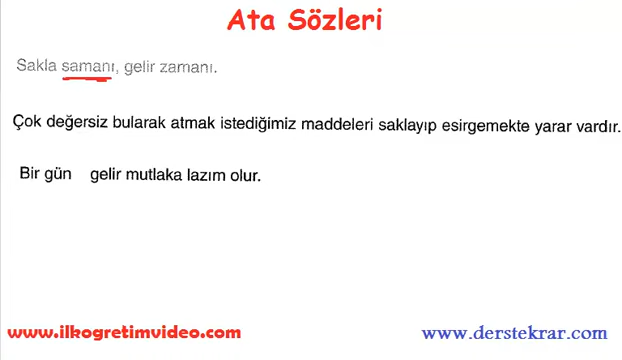 Ata Sözleri
Sakla samanı, gelir zamanı.
Çok değersiz bularak atmak istediğimiz maddeleri saklayıp esirgemekte yarar vardır.
Bir gün gelir mutlaka lazım olur.
www.ilkogretimvideo.com www.derstekrar.com